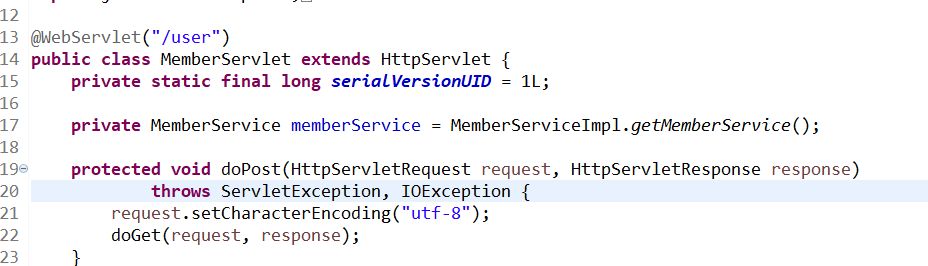 12
13 @WebServlet("/user")
14 public class MemberServlet extends HttpServlet {
15     private static final long serialVersionUID = 1L;
16
17     private MemberService memberService = MemberServiceImpl.getMemberService();
18
19     protected void doPost(HttpServletRequest request, HttpServletResponse response)
20             throws ServletException, IOException {
21         request.setCharacterEncoding("utf-8");
22         doGet(request, response);
23     }